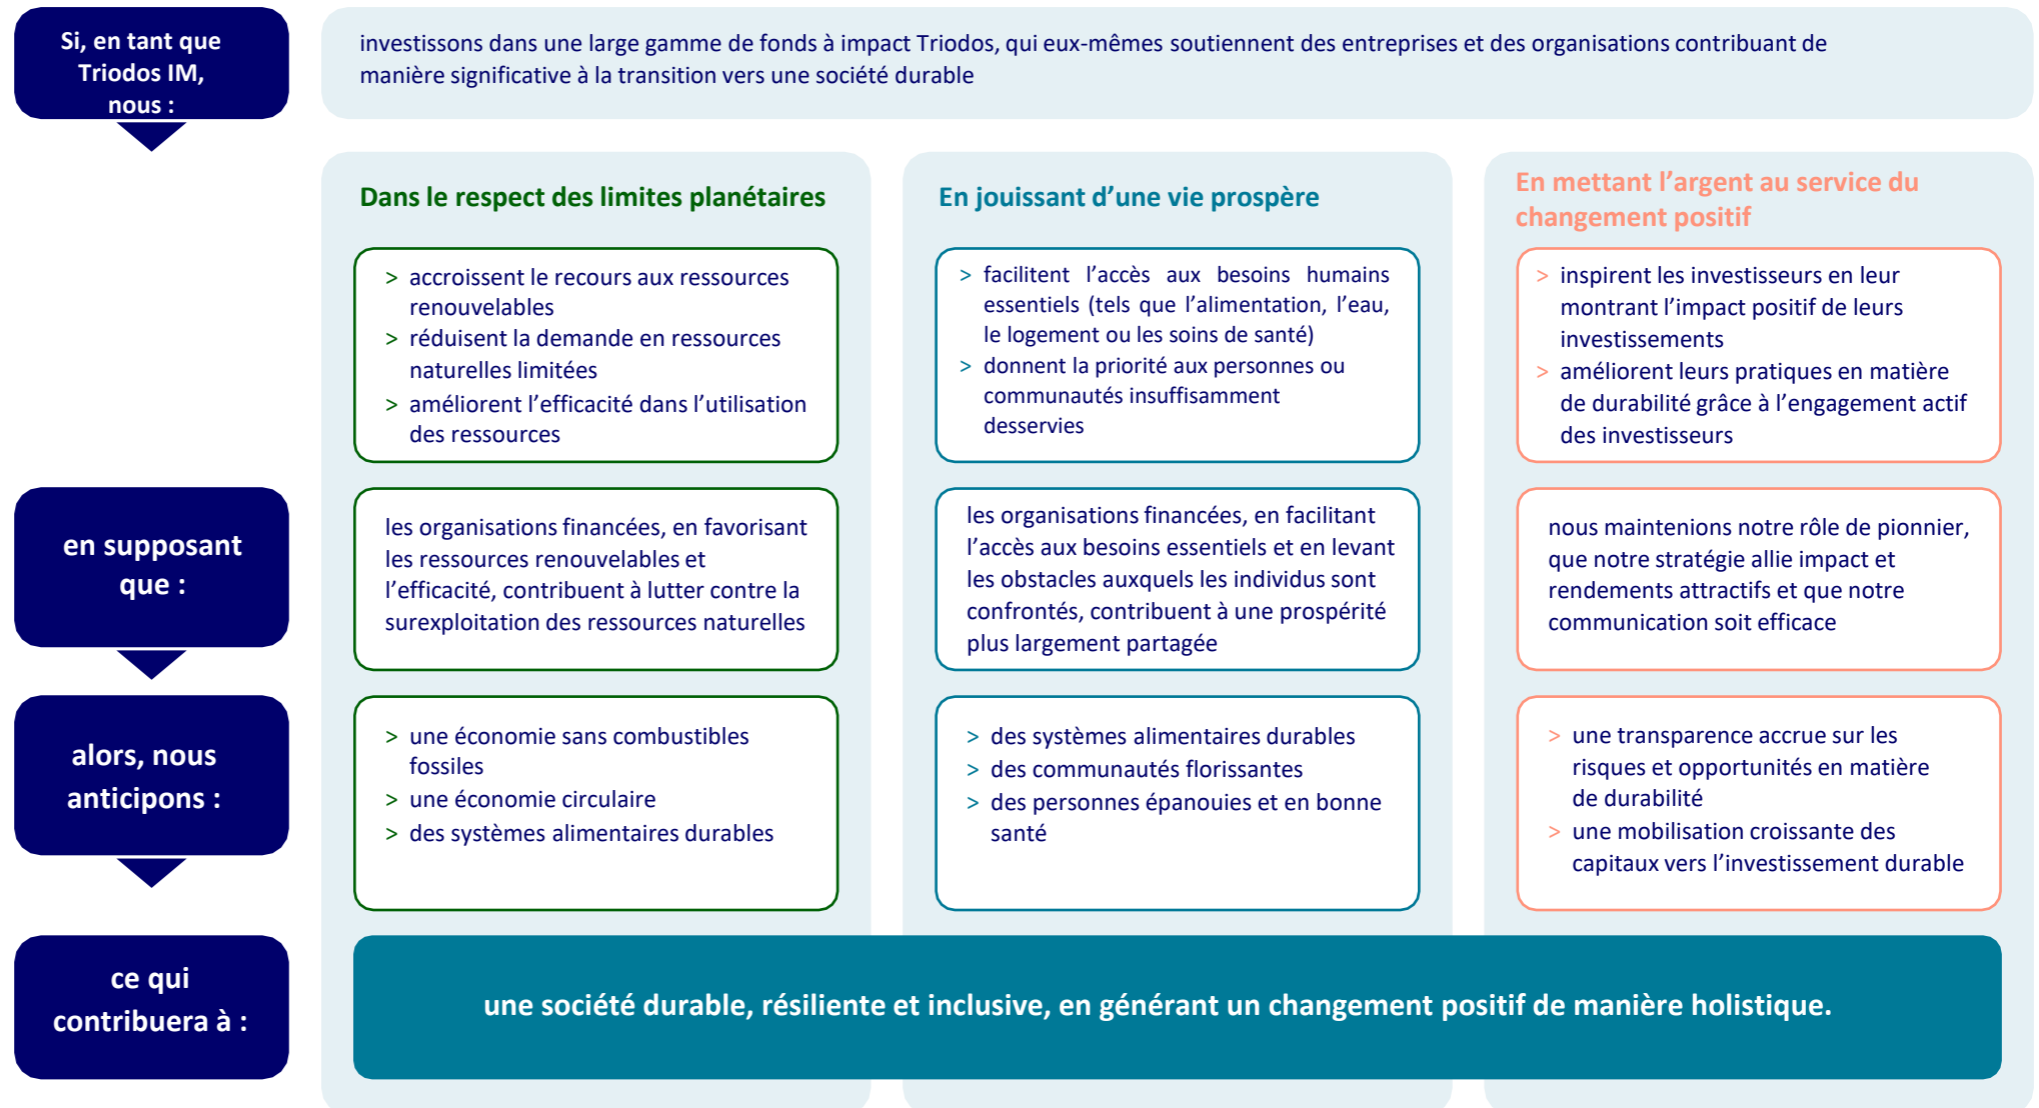 Si, en tant que
Triodos IM,
nous :
investissons dans une large gamme de fonds à impact Triodos, qui eux-mêmes soutiennent des entreprises et des organisations contribuant de
manière significative à la transition vers une société durable
Dans le respect des limites planétaires
> accroissent le recours aux ressources
renouvelables
> réduisent la demande en ressources
naturelles limitées
> améliorent l’efficacité dans l’utilisation
des ressources
En jouissant d’une vie prospère
> facilitent l’accès aux besoins humains
essentiels (tels que l’alimentation, l’eau,
le logement ou les soins de santé)
> donnent la priorité aux personnes ou
communautés insuffisamment
desservies
En mettant l’argent au service du
changement positif
> inspirent les investisseurs en leur
montrant l’impact positif de leurs
investissements
> améliorent leurs pratiques en matière
de durabilité grâce à l’engagement actif
des investisseurs
en supposant
que :
les organisations financées, en favorisant
les ressources renouvelables et
l’efficacité, contribuent à lutter contre la
surexploitation des ressources naturelles
les organisations financées, en facilitant
l’accès aux besoins essentiels et en levant
les obstacles auxquels les individus sont
confrontés, contribuent à une prospérité
plus largement partagée
nous maintenions notre rôle de pionnier,
que notre stratégie allie impact et
rendements attractifs et que notre
communication soit efficace
alors, nous
anticipons :
> une économie sans combustibles
fossiles
> une économie circulaire
> des systèmes alimentaires durables
> des systèmes alimentaires durables
> des communautés florissantes
> des personnes épanouies et en bonne
santé
> une transparence accrue sur les
risques et opportunités en matière
de durabilité
> une mobilisation croissante des
capitaux vers l’investissement durable
ce qui
contribuera à :
une société durable, résiliente et inclusive, en générant un changement positif de manière holistique.